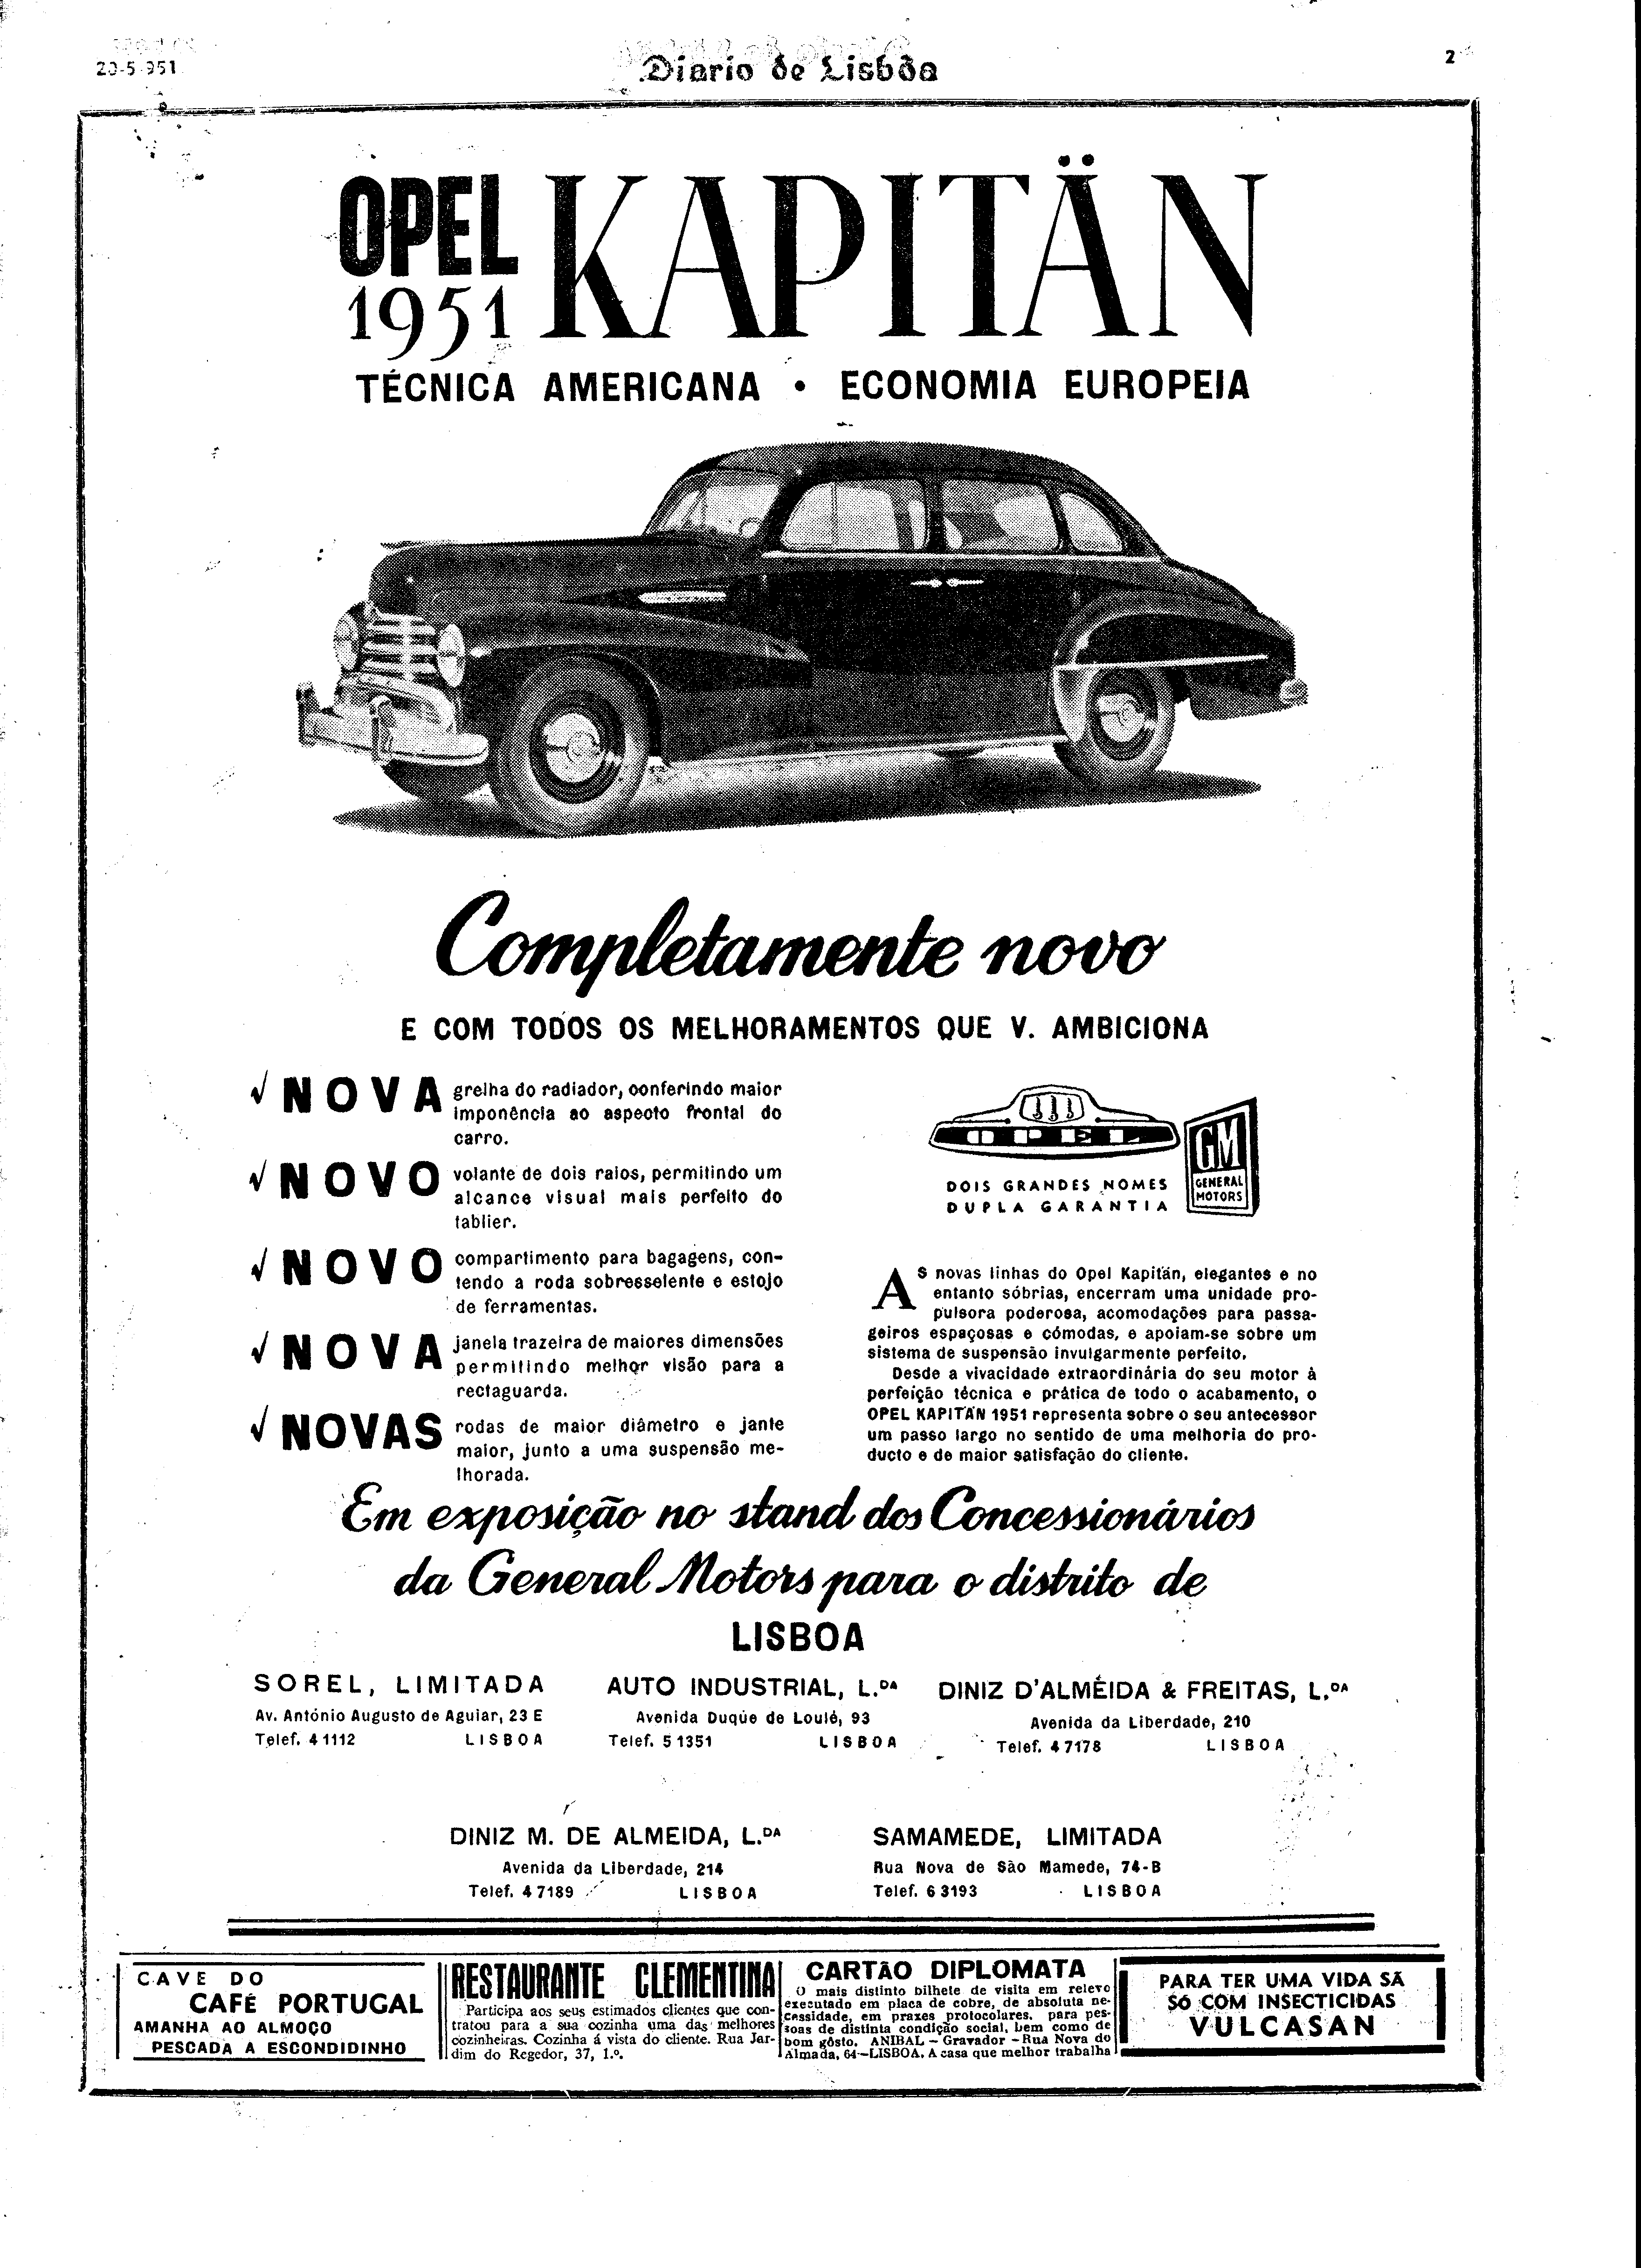 20-5-951
Diario de Lisbôa
2
OPEL KAPITÄN
1951
TÉCNICA AMERICANA • ECONOMIA EUROPEIA
Completamente novo
E COM TODOS OS MELHORAMENTOS QUE V. AMBICIONA
√ NOVA grelha do radiador, conferindo maior
imponência ao aspecto frontal do
carro.
√ NOVO volante de dois raios, permitindo um
alcance visual mais perfeito do
tablier.
√ NOVO compartimento para bagagens, con-
tendo a roda sobresselente e estojo
de ferramentas.
√ NOVA janela trazeira de maiores dimensões
permitindo melhor visão para a
rectaguarda.
√ NOVAS rodas de maior diâmetro e jante
maior, junto a uma suspensão me-
lhorada.
OPEL
GM
GENERAL
MOTORS
DOIS GRANDES NOMES
DUPLA GARANTIA
AS novas linhas do Opel Kapitän, elegantes e no
entanto sóbrias, encerram uma unidade pro-
pulsora poderosa, acomodações para passa-
geiros espaçosas e cómodas, e apoiam-se sobre um
sistema de suspensão invulgarmente perfeito.
Desde a vivacidade extraordinária do seu motor à
perfeição técnica e prática de todo o acabamento, o
OPEL KAPITÄN 1951 representa sobre o seu antecessor
um passo largo no sentido de uma melhoria do pro-
ducto e de maior satisfação do cliente.
Em exposição no stand dos Concessionários
da General Motors para o distrito de
LISBOA
SOREL, LIMITADA
Av. António Augusto de Aguiar, 23 E
Telef. 4 1112 LISBOA
AUTO INDUSTRIAL, L.DA
Avenida Duque de Loulé, 93
Telef. 5 1351 LISBOA
DINIZ D'ALMÉIDA & FREITAS, L.DA
Avenida da Liberdade, 210
Telef. 4 7178 LISBOA
DINIZ M. DE ALMEIDA, L.DA
Avenida da Liberdade, 214
Telef. 4 7189 LISBOA
SAMAMEDE, LIMITADA
Rua Nova de São Mamede, 74-B
Telef. 6 3193 LISBOA
CAVE DO
CAFÉ PORTUGAL
AMANHA AO ALMOÇO
PESCADA A ESCONDIDINHO
RESTAURANTE CLEMENTINA
Participa aos seus estimados clientes que con-
tratou para a sua cozinha uma das melhores
cozinheiras. Cozinha á vista do cliente. Rua Jar-
dim do Regedor, 37, 1.º.
CARTÃO DIPLOMATA
O mais distinto bilhete de visita em relevo
executado em placa de cobre, de absoluta ne-
cessidade, em praxes protocolares, para pes-
soas de distinta condição social, bem como de
bom gôsto. ANIBAL — Gravador — Rua Nova do
Almada, 64—LISBOA. A casa que melhor trabalha
PARA TER UMA VIDA SÃ
SÓ COM INSECTICIDAS
VULCASAN